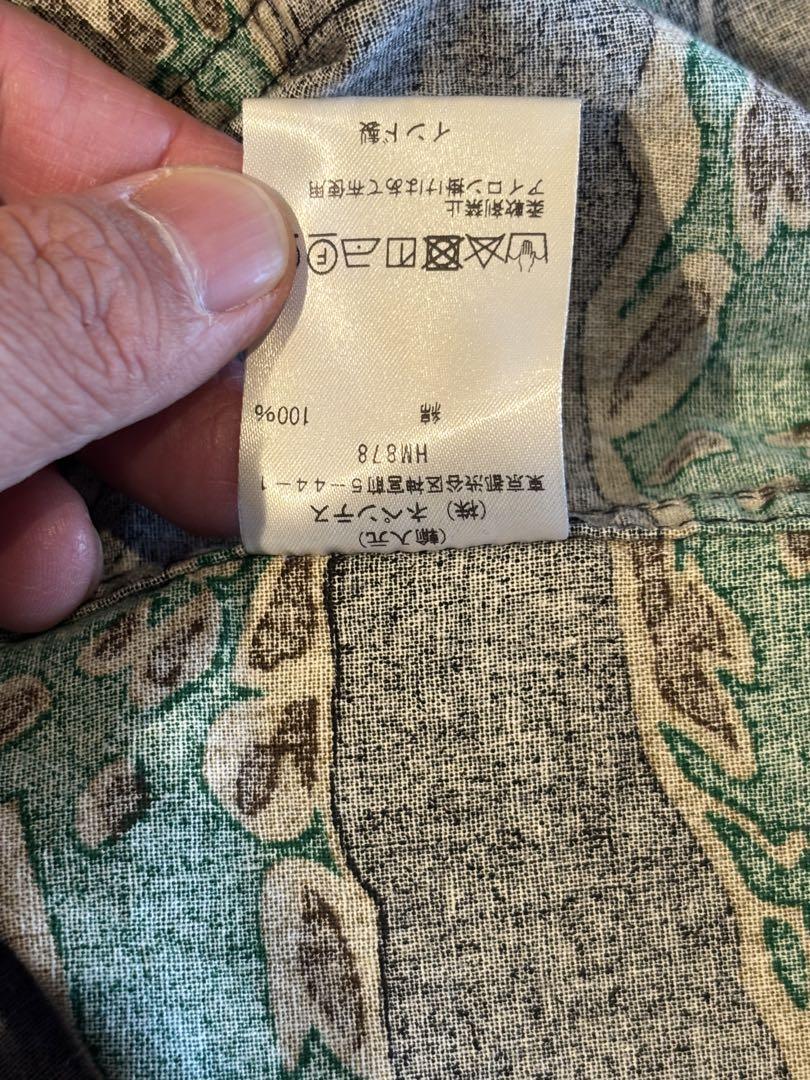 (輸入元)
(株) ネペンテス
東京都渋谷区神宮前5-44-1
HM878
綿 100%
F
柔軟剤禁止
アイロン掛けはあて布使用
インド製